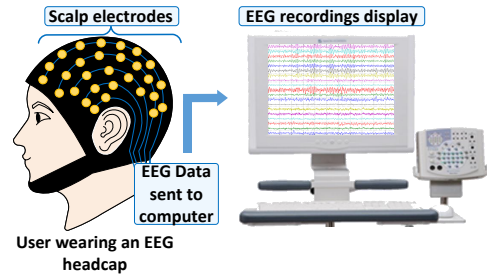 Scalp electrodes
EEG recordings display
EEG Data
sent to
computer
User wearing an EEG
headcap